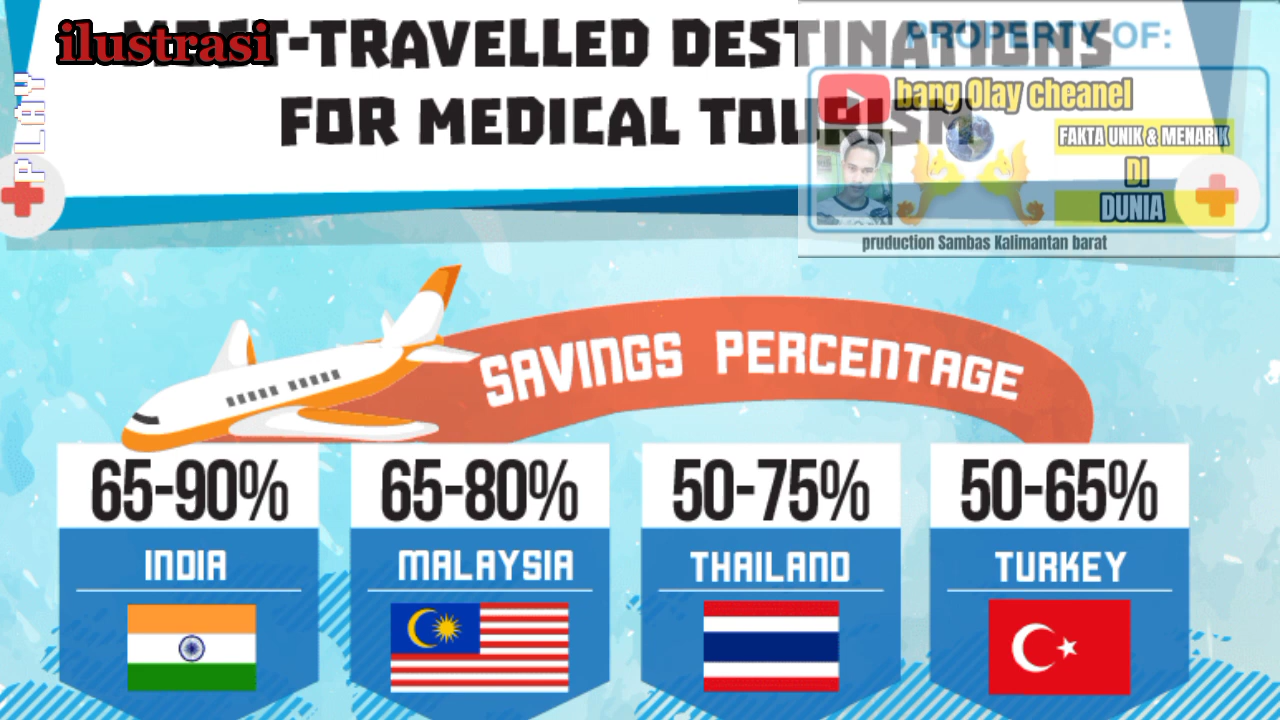 ilustrasi
MOST-TRAVELLED DESTINATIONS
FOR MEDICAL TOURISM
PLAY
PROPERTY OF:
bang Olay cheanel
FAKTA UNIK & MENARIK
DI
DUNIA
pruduction Sambas Kalimantan barat
SAVINGS PERCENTAGE
65-90%
INDIA
65-80%
MALAYSIA
50-75%
THAILAND
50-65%
TURKEY